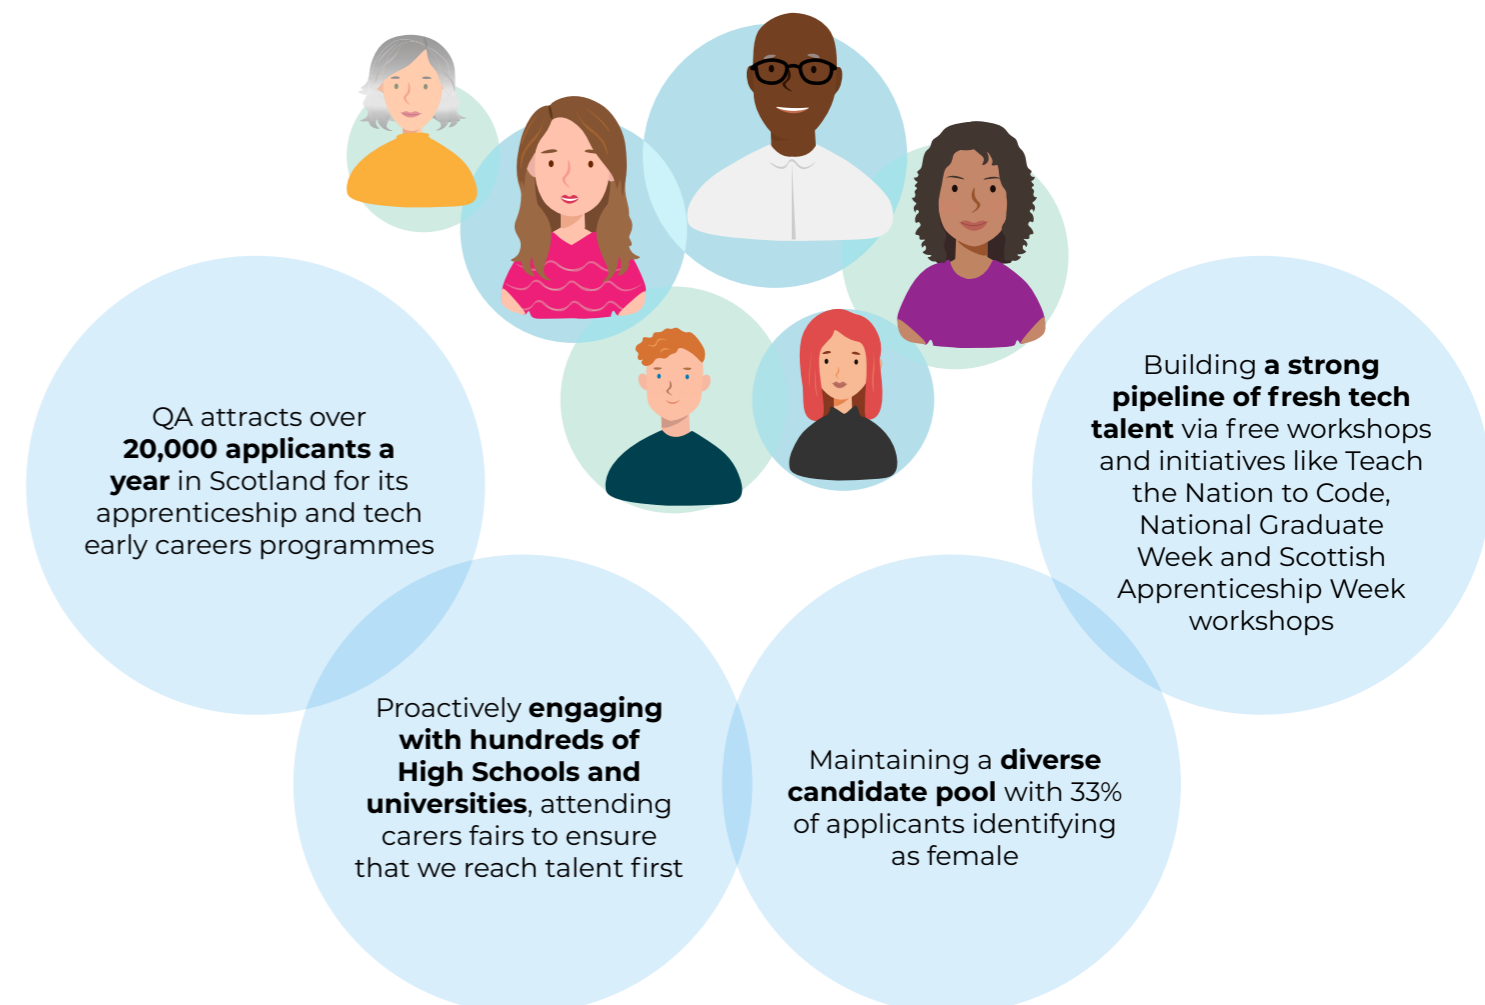 QA attracts over
20,000 applicants a
year in Scotland for its
apprenticeship and tech
early careers programmes
Proactively engaging
with hundreds of
High Schools and
universities, attending
carers fairs to ensure
that we reach talent first
Maintaining a diverse
candidate pool with 33%
of applicants identifying
as female
Building a strong
pipeline of fresh tech
talent via free workshops
and initiatives like Teach
the Nation to Code,
National Graduate
Week and Scottish
Apprenticeship Week
workshops